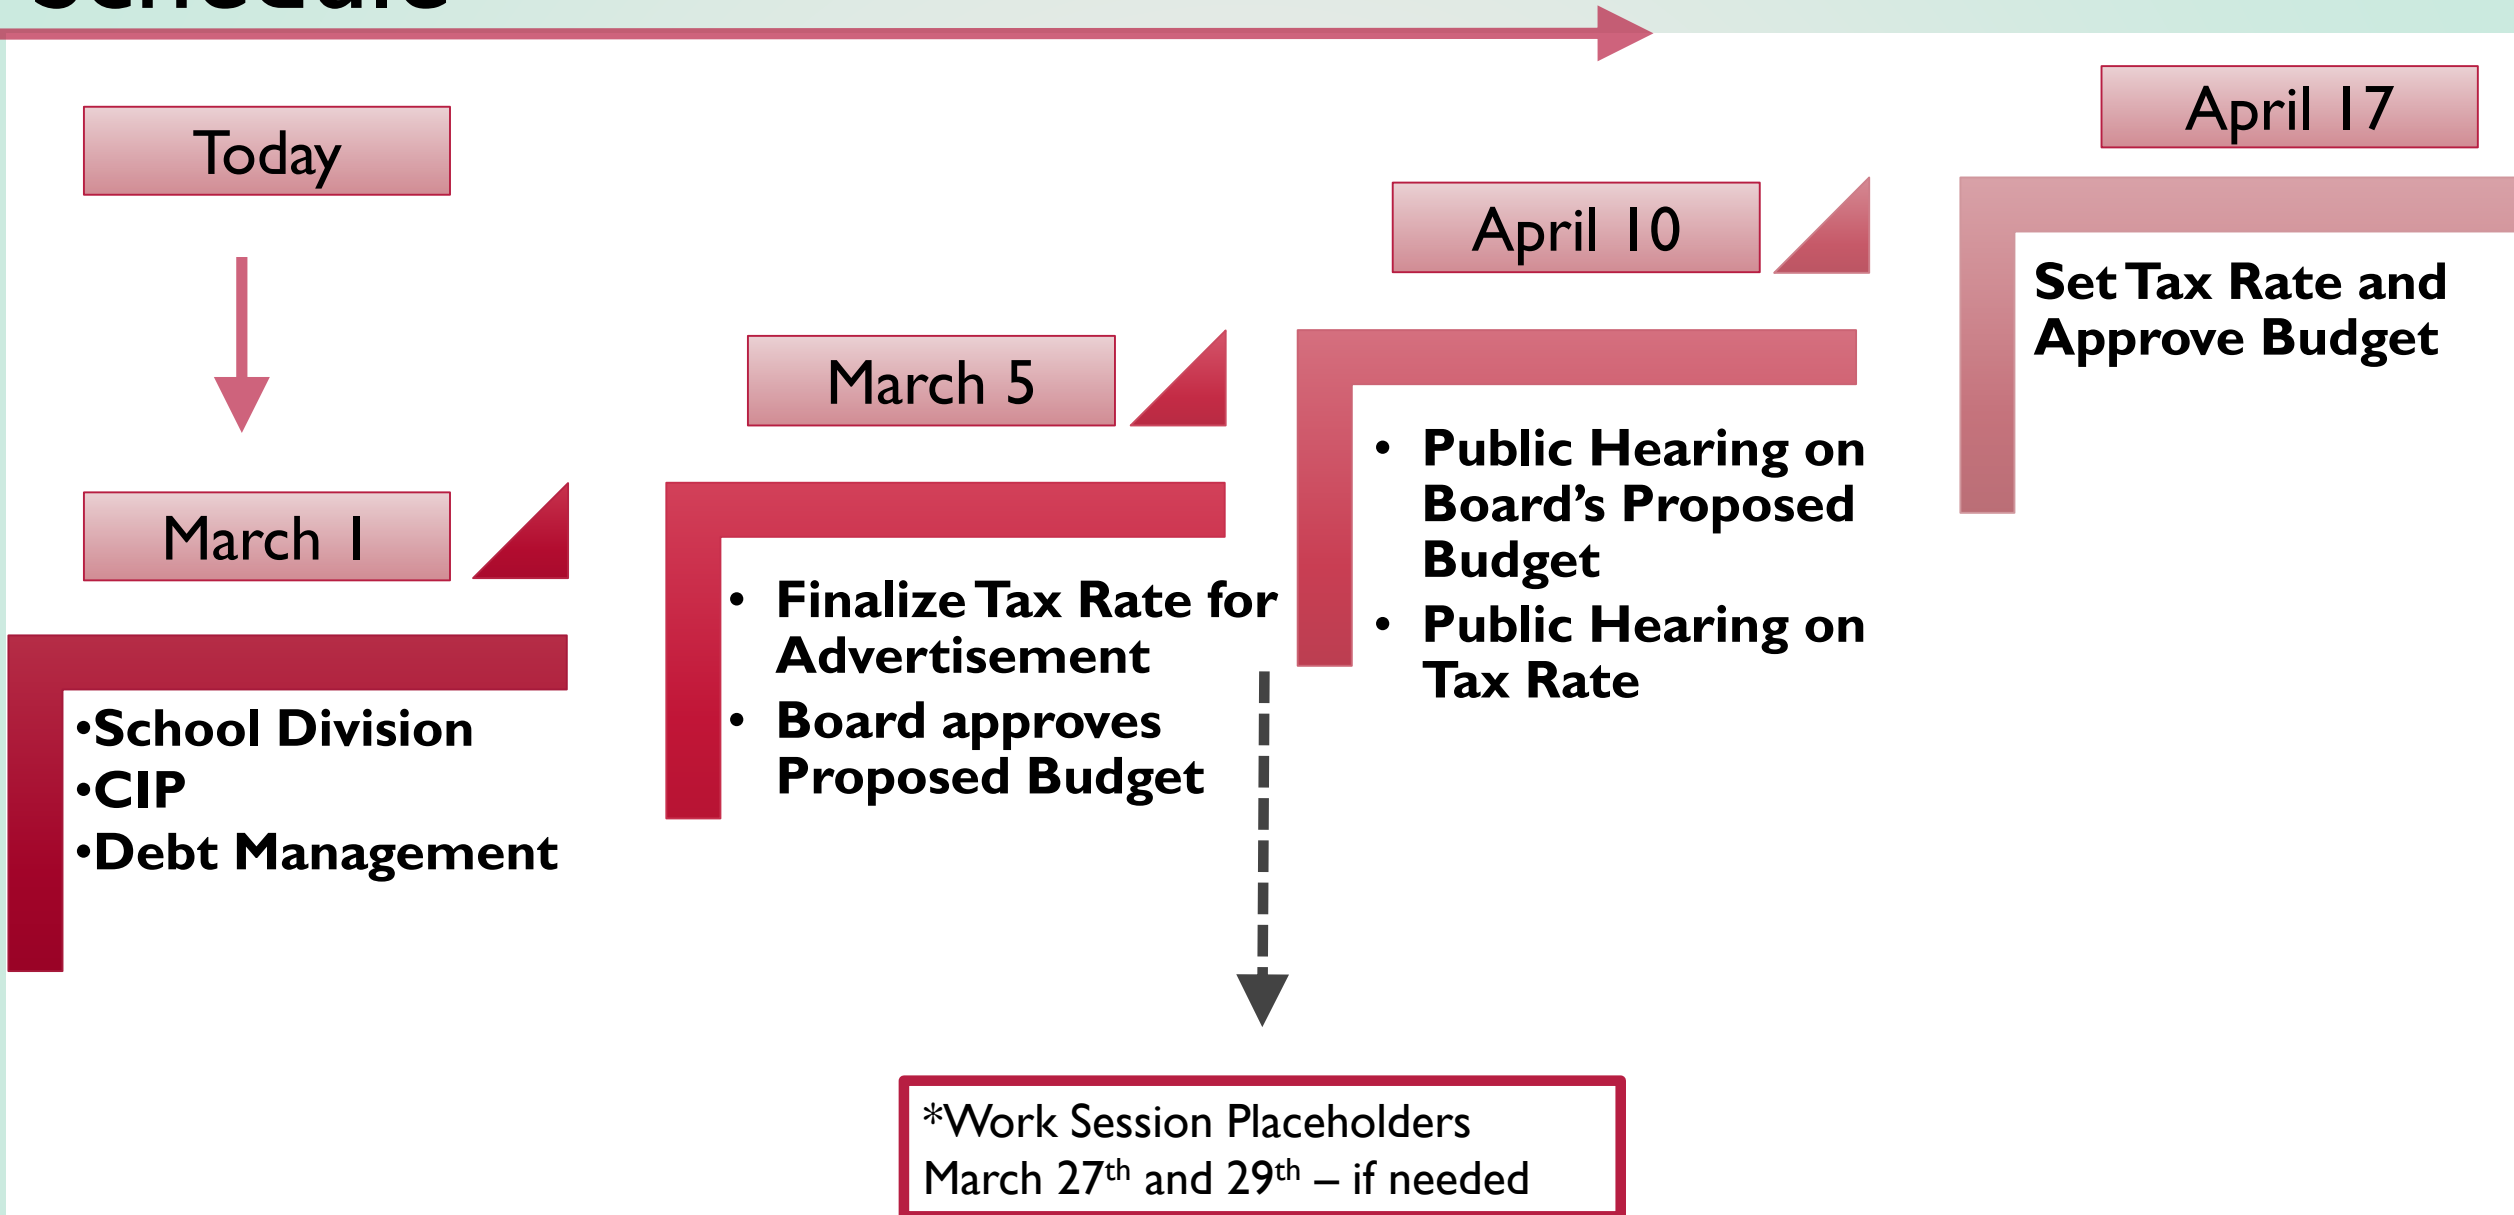 Today
March 1
•School Division
•CIP
•Debt Management
March 5
• Finalize Tax Rate for
Advertisement
• Board approves
Proposed Budget
April 10
• Public Hearing on
Board’s Proposed
Budget
• Public Hearing on
Tax Rate
April 17
Set Tax Rate and
Approve Budget
*Work Session Placeholders
March 27th and 29th – if needed